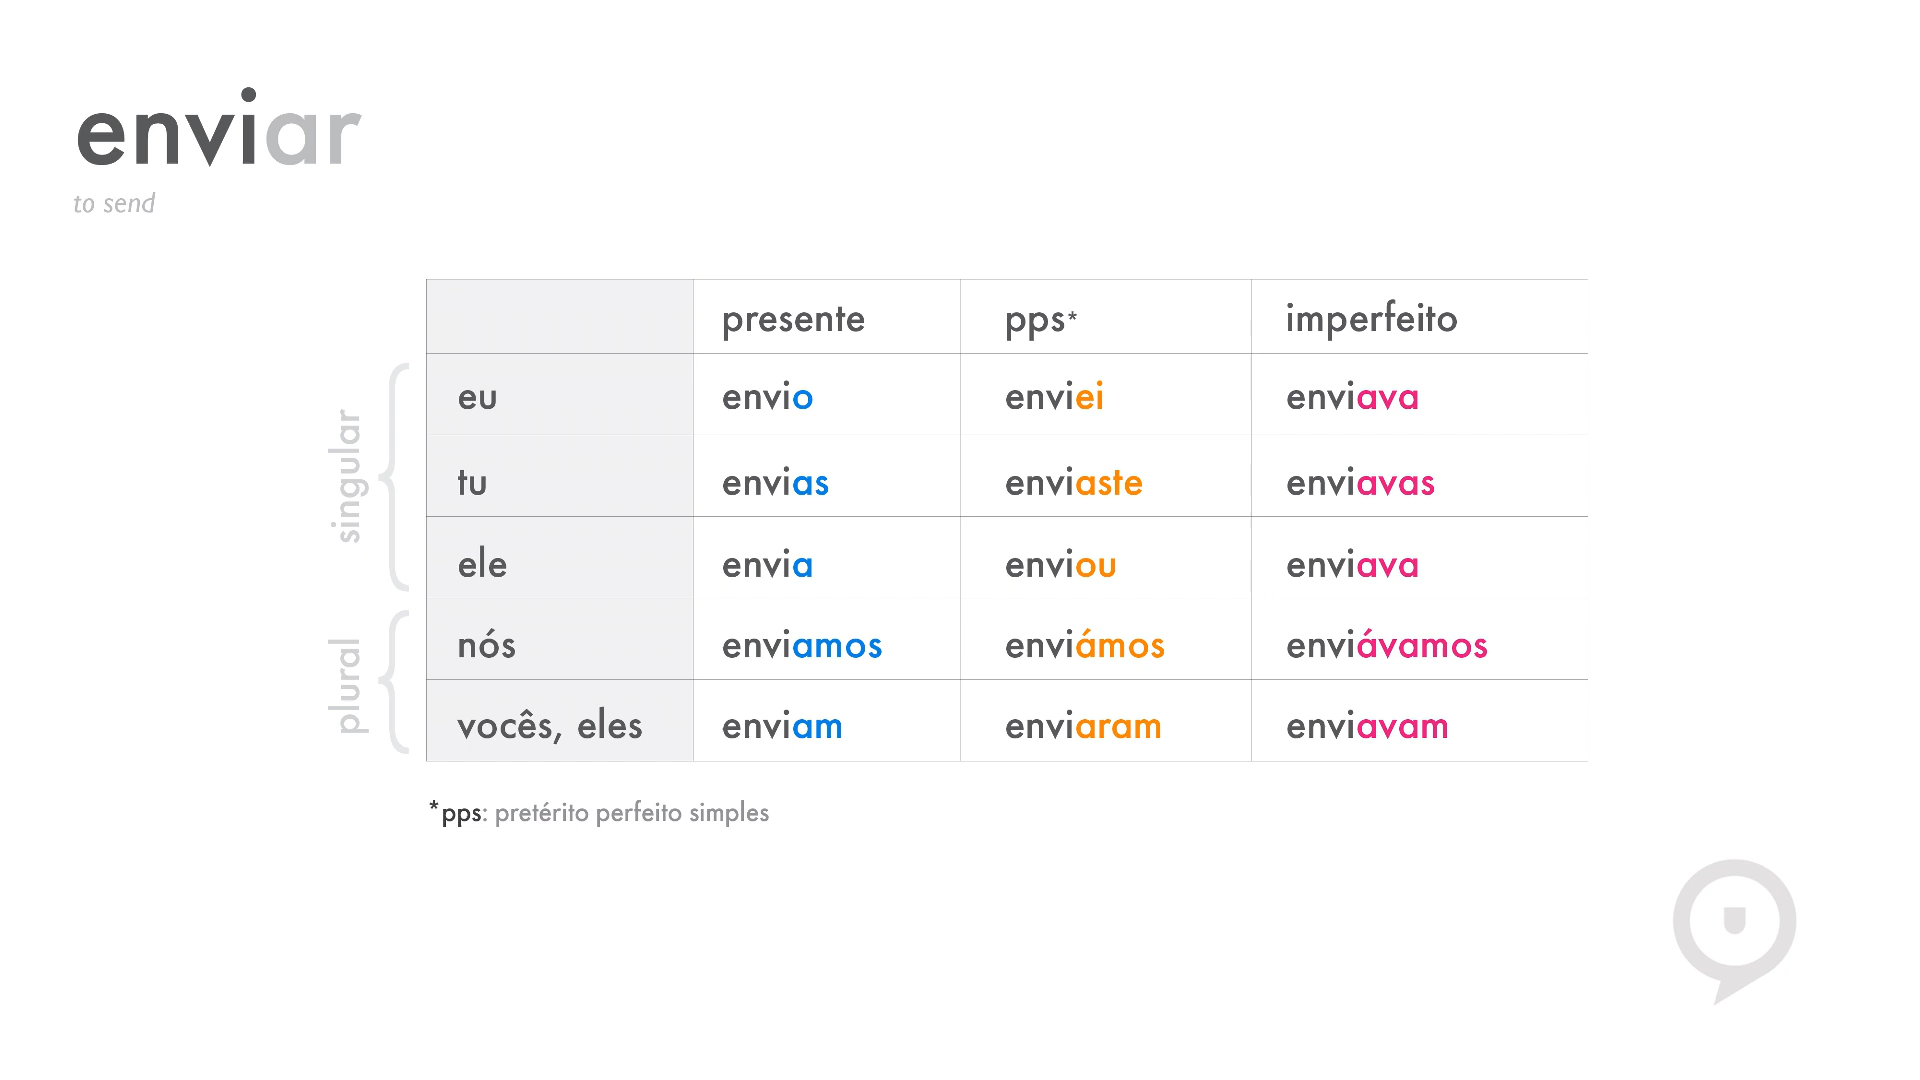 enviar
to send
presente pps* imperfeito
singular
eu envio enviei enviava
tu envias enviaste enviavas
ele envia enviou enviava
plural
nós enviamos enviámos enviávamos
vocês, eles enviam enviaram enviavam
*pps: pretérito perfeito simples